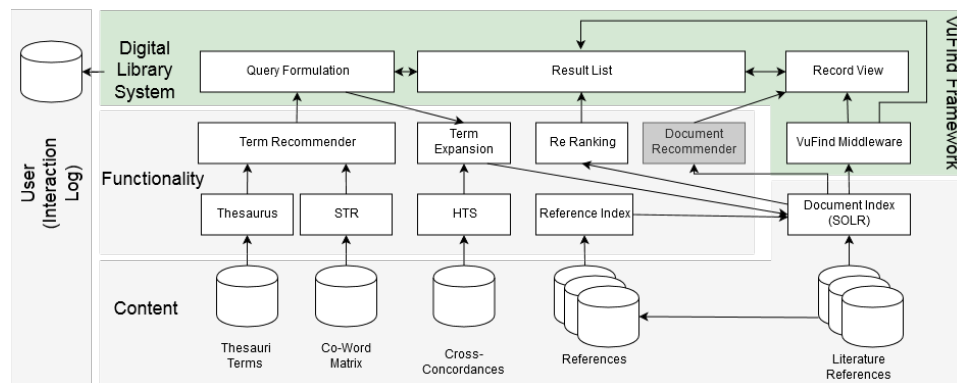 Digital
Library
System
Query Formulation
Result List
Record View
VuFind Framework
Term Recommender
Term
Expansion
Re Ranking
Document
Recommender
VuFind Middleware
User
(Interaction
Log)
Functionality
Thesaurus
STR
HTS
Reference Index
Document Index
(SOLR)
Content
Thesauri
Terms
Co-Word
Matrix
Cross-
Concordances
References
Literature
References